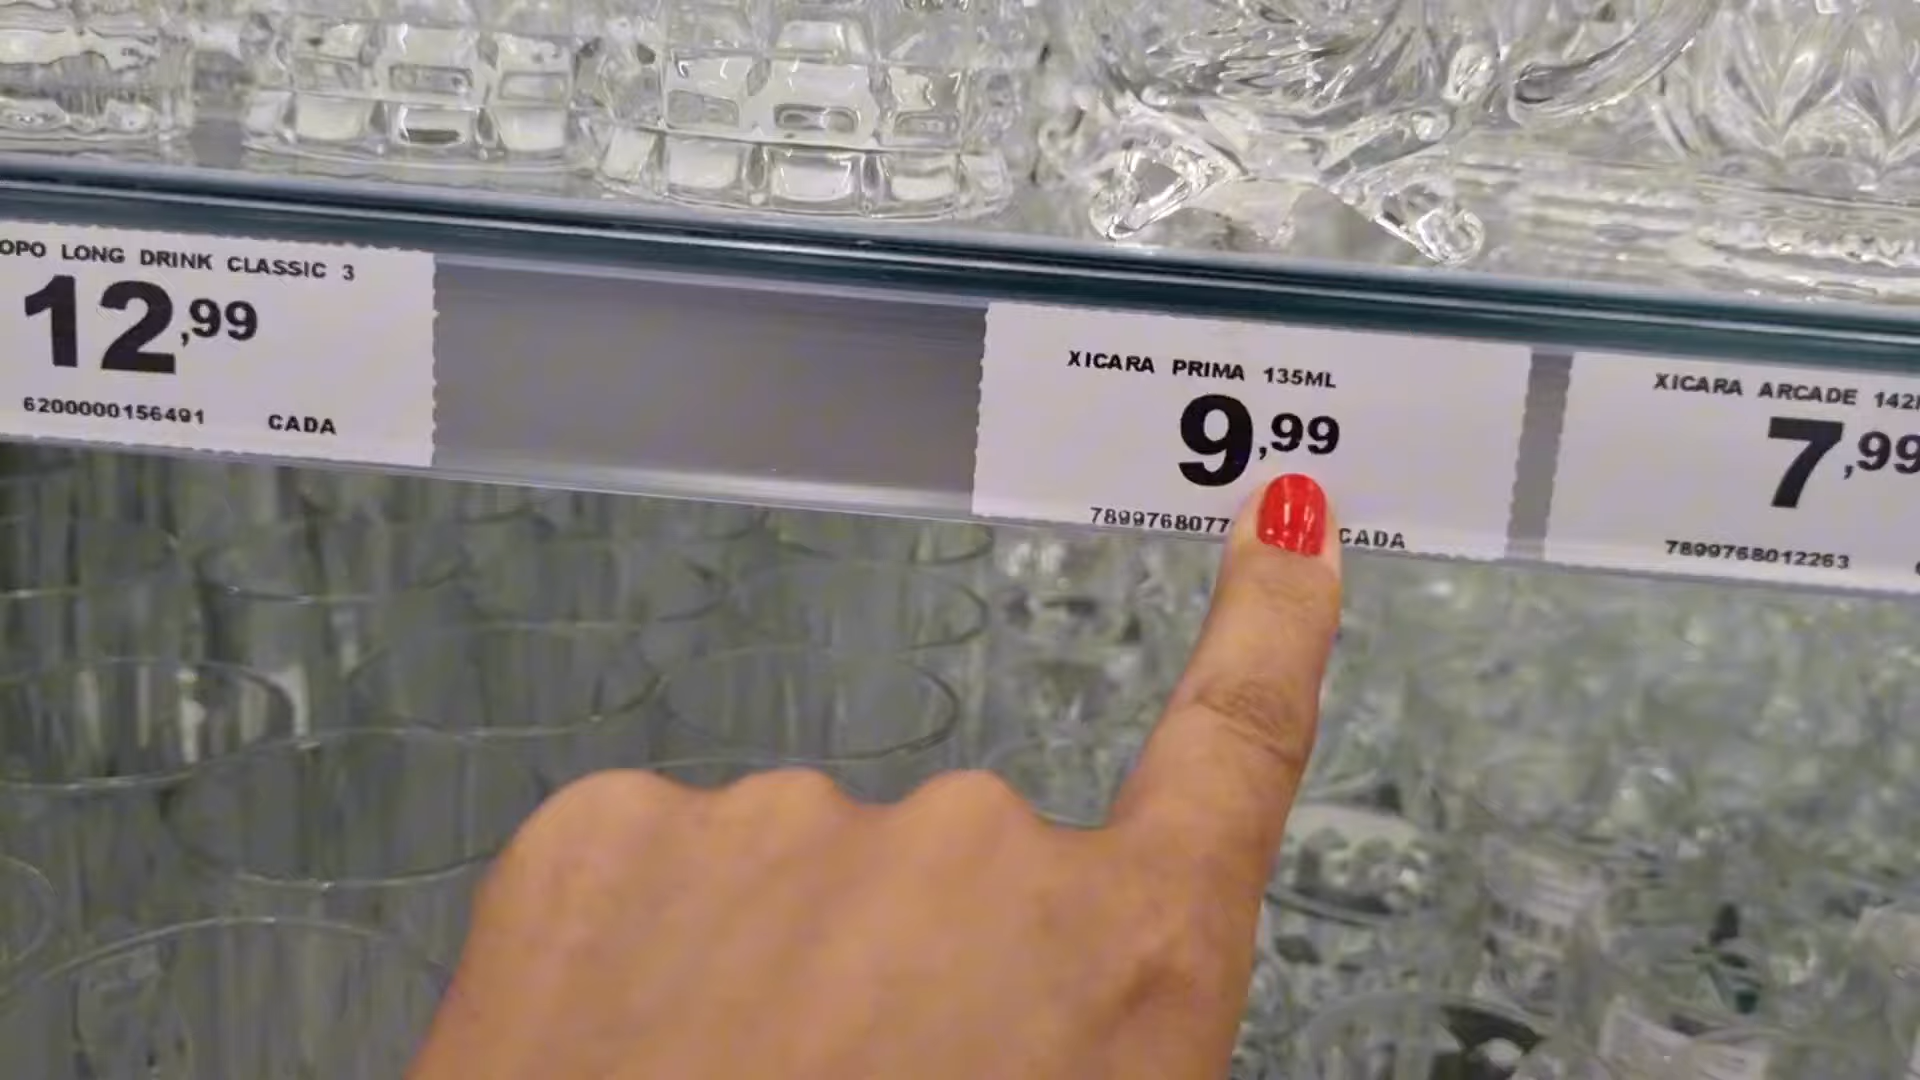 LONG DRINK CLASSIC 3
12,99
6200000156491 CADA
XICARA PRIMA 135ML
9,99
7899768077 CADA
XICARA ARCADE
7,99
7899768012263